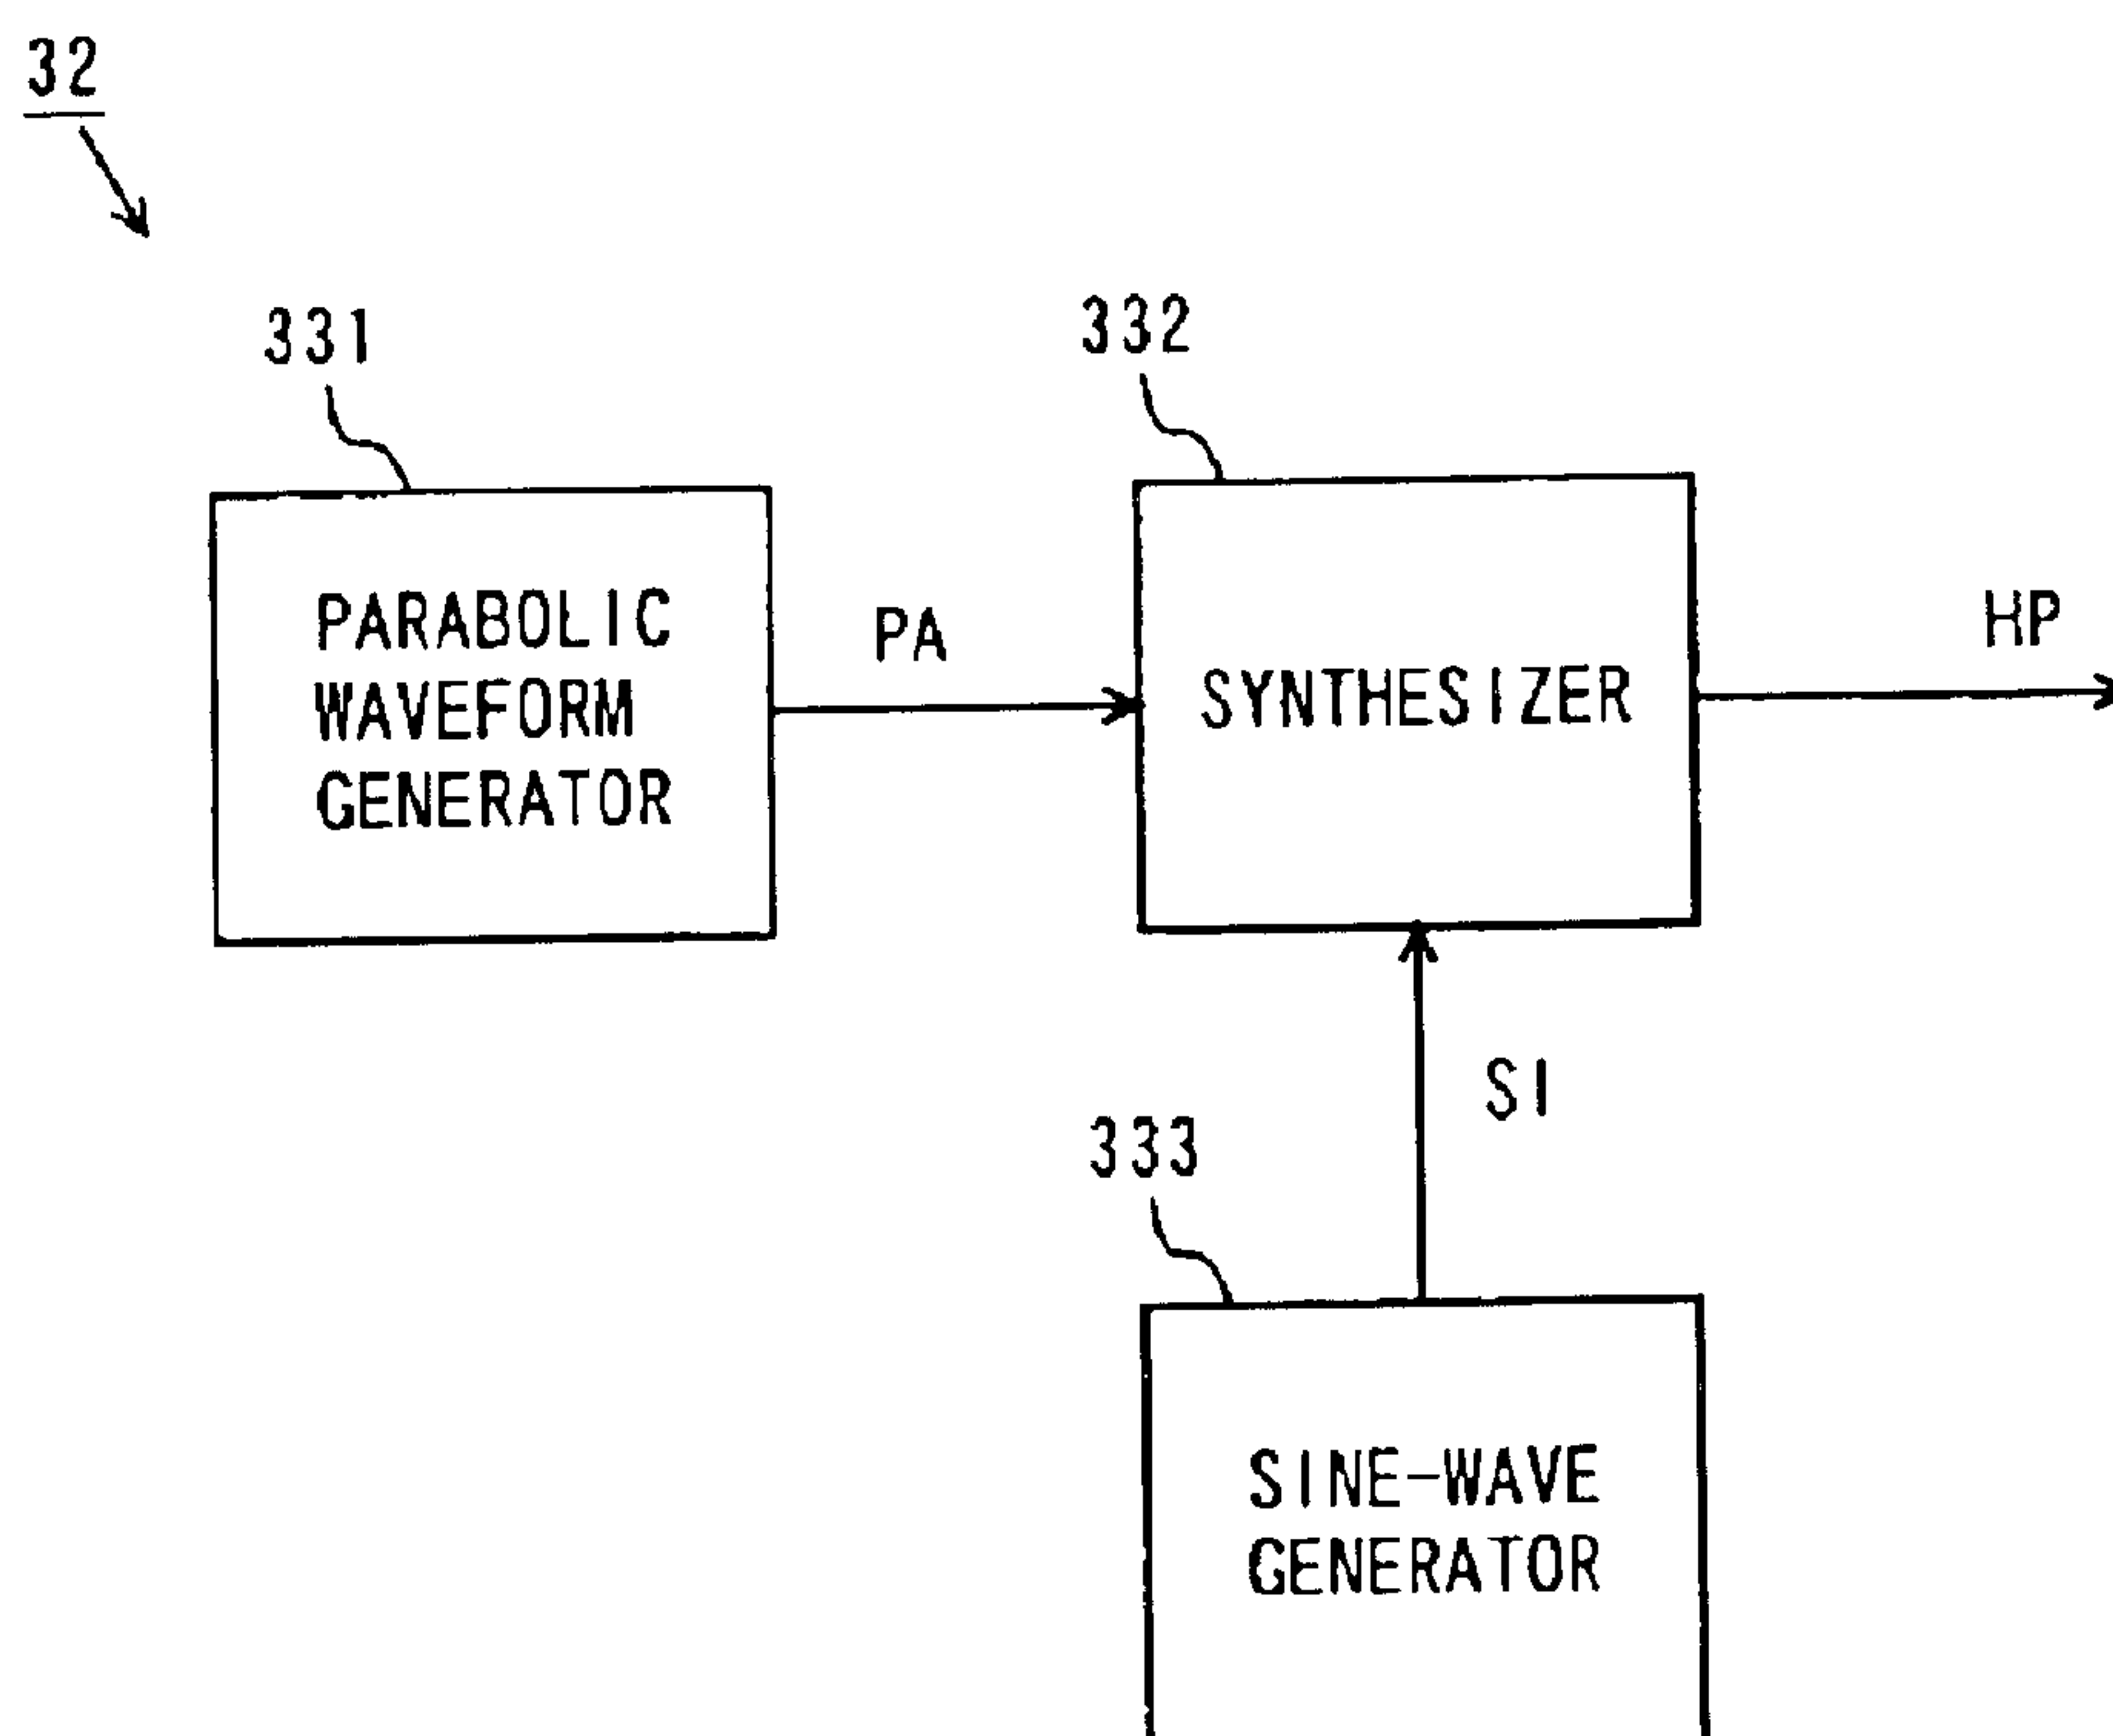 32
331
332
PARABOLIC
WAVEFORM
GENERATOR
PA
SYNTHESIZER
HP
SI
333
SINE-WAVE
GENERATOR